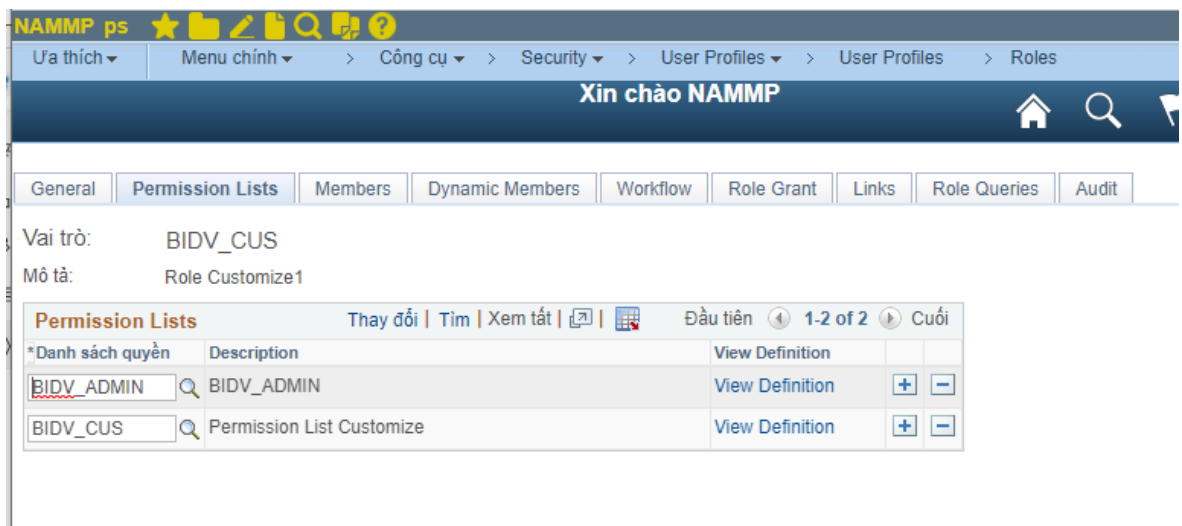 NAMMP ps
Ưa thích Menu chính > Công cụ > Security > User Profiles > User Profiles > Roles
Xin chào NAMMP
General Permission Lists Members Dynamic Members Workflow Role Grant Links Role Queries Audit
Vai trò: BIDV_CUS
Mô tả: Role Customize1
Permission Lists Thay đổi | Tìm | Xem tất | | Đầu tiên 1-2 of 2 Cuối
*Danh sách quyền Description View Definition
BIDV_ADMIN BIDV_ADMIN View Definition
BIDV_CUS Permission List Customize View Definition